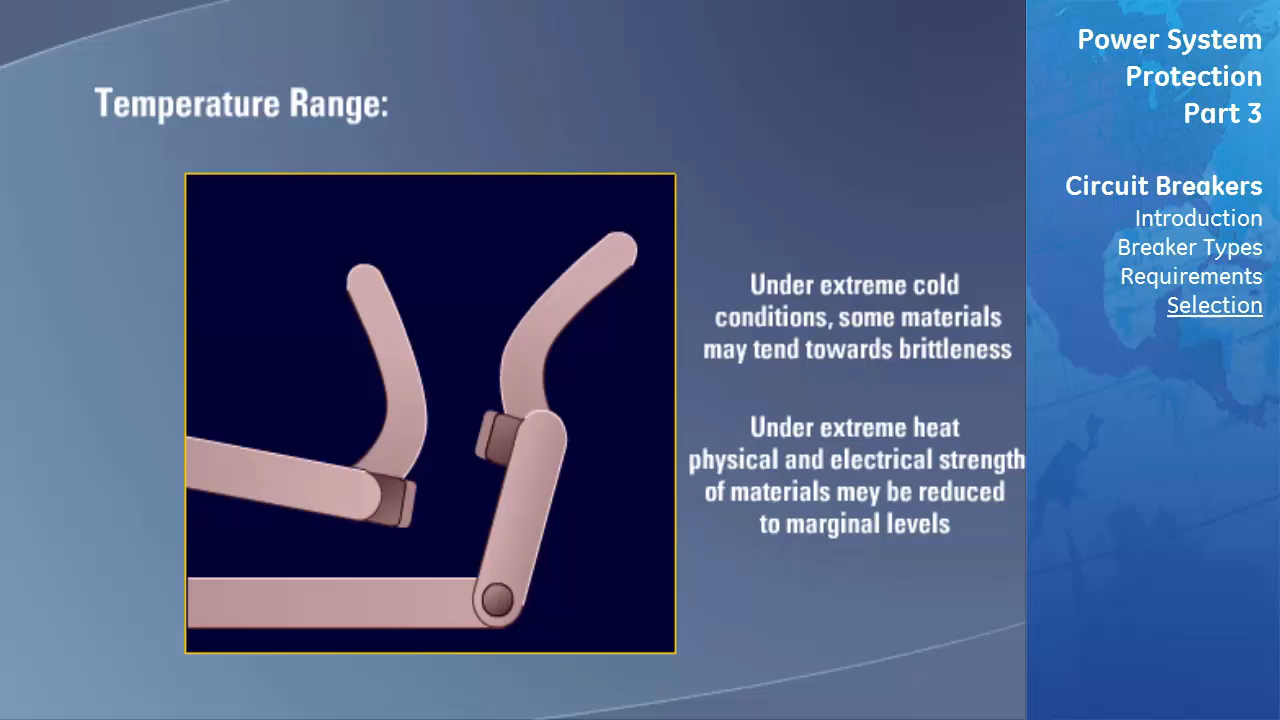 Temperature Range:
Under extreme cold
conditions, some materials
may tend towards brittleness
Under extreme heat
physical and electrical strength
of materials mey be reduced
to marginal levels
Power System
Protection
Part 3
Circuit Breakers
Introduction
Breaker Types
Requirements
Selection